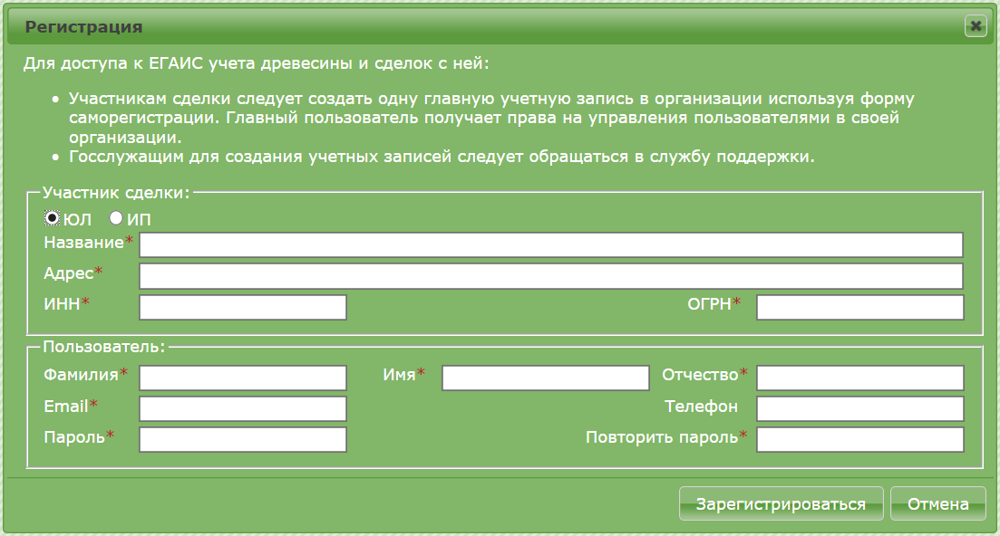 Регистрация
Для доступа к ЕГАИС учета древесины и сделок с ней:
• Участникам сделки следует создать одну главную учетную запись в организации используя форму
саморегистрации. Главный пользователь получает права на управления пользователями в своей
организации.
• Госслужащим для создания учетных записей следует обращаться в службу поддержки.
Участник сделки:
ЮЛ ИП
Название*
Адрес*
ИНН* ОГРН*
Пользователь:
Фамилия* Имя* Отчество*
Email* Телефон
Пароль* Повторить пароль*
Зарегистрироваться Отмена